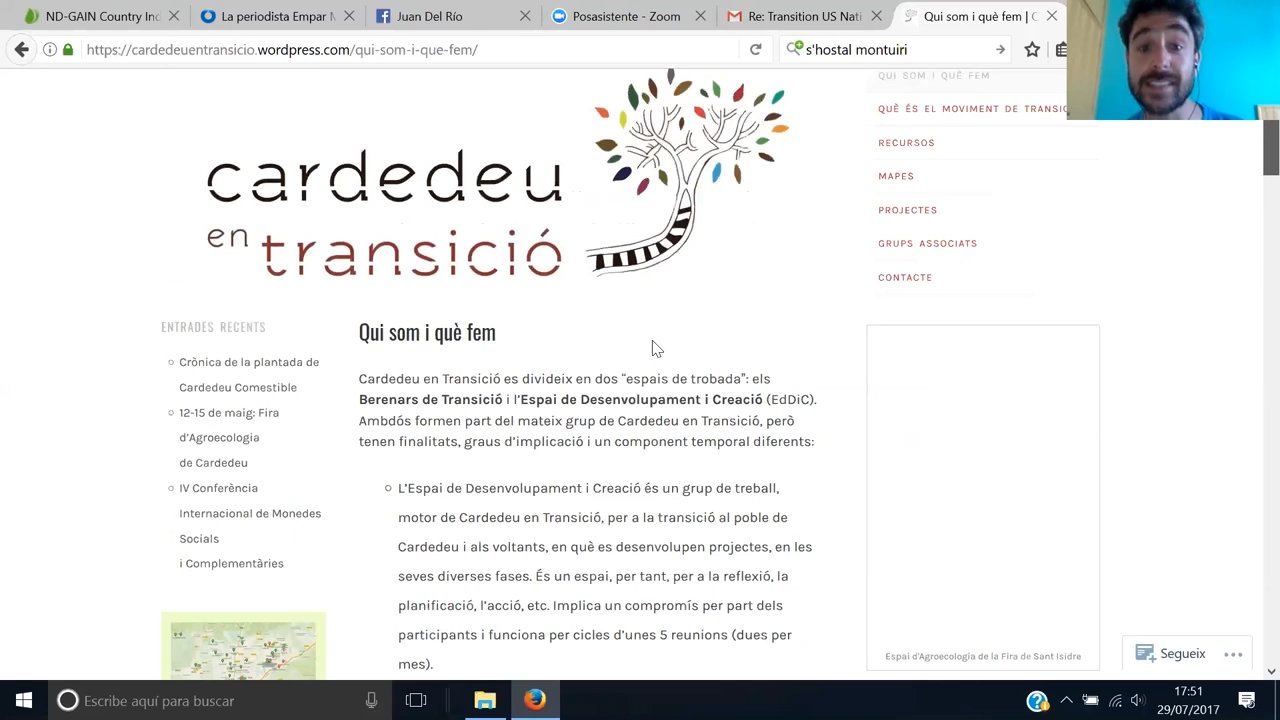 ND-GAIN Country Ind
La periodista Empar M
Juan Del Río
Posasistente - Zoom
Re: Transition US Nati
Qui som i què fem | C
https://cardedeuentransicio.wordpress.com/qui-som-i-que-fem/
s'hostal montuiri
cardedeu
en transició
QUI SOM I QUÈ FEM
QUÈ ÉS EL MOVIMENT DE TRANSIC
RECURSOS
MAPES
PROJECTES
GRUPS ASSOCIATS
CONTACTE
ENTRADES RECENTS
Crònica de la plantada de
Cardedeu Comestible
12-15 de maig: Fira
d'Agroecologia
de Cardedeu
IV Conferència
Internacional de Monedes
Socials
i Complementàries
Qui som i què fem
Cardedeu en Transició es divideix en dos “espais de trobada”: els
Berenars de Transició i l'Espai de Desenvolupament i Creació (EdDiC).
Ambdós formen part del mateix grup de Cardedeu en Transició, però
tenen finalitats, graus d'implicació i un component temporal diferents:
L'Espai de Desenvolupament i Creació és un grup de treball,
motor de Cardedeu en Transició, per a la transició al poble de
Cardedeu i als voltants, en què es desenvolupen projectes, en les
seves diverses fases. És un espai, per tant, per a la reflexió, la
planificació, l'acció, etc. Implica un compromís per part dels
participants i funciona per cicles d'unes 5 reunions (dues per
mes).
Espai d'Agroecologia de la Fira de Sant Isidre
Segueix
Escribe aquí para buscar
17:51
29/07/2017